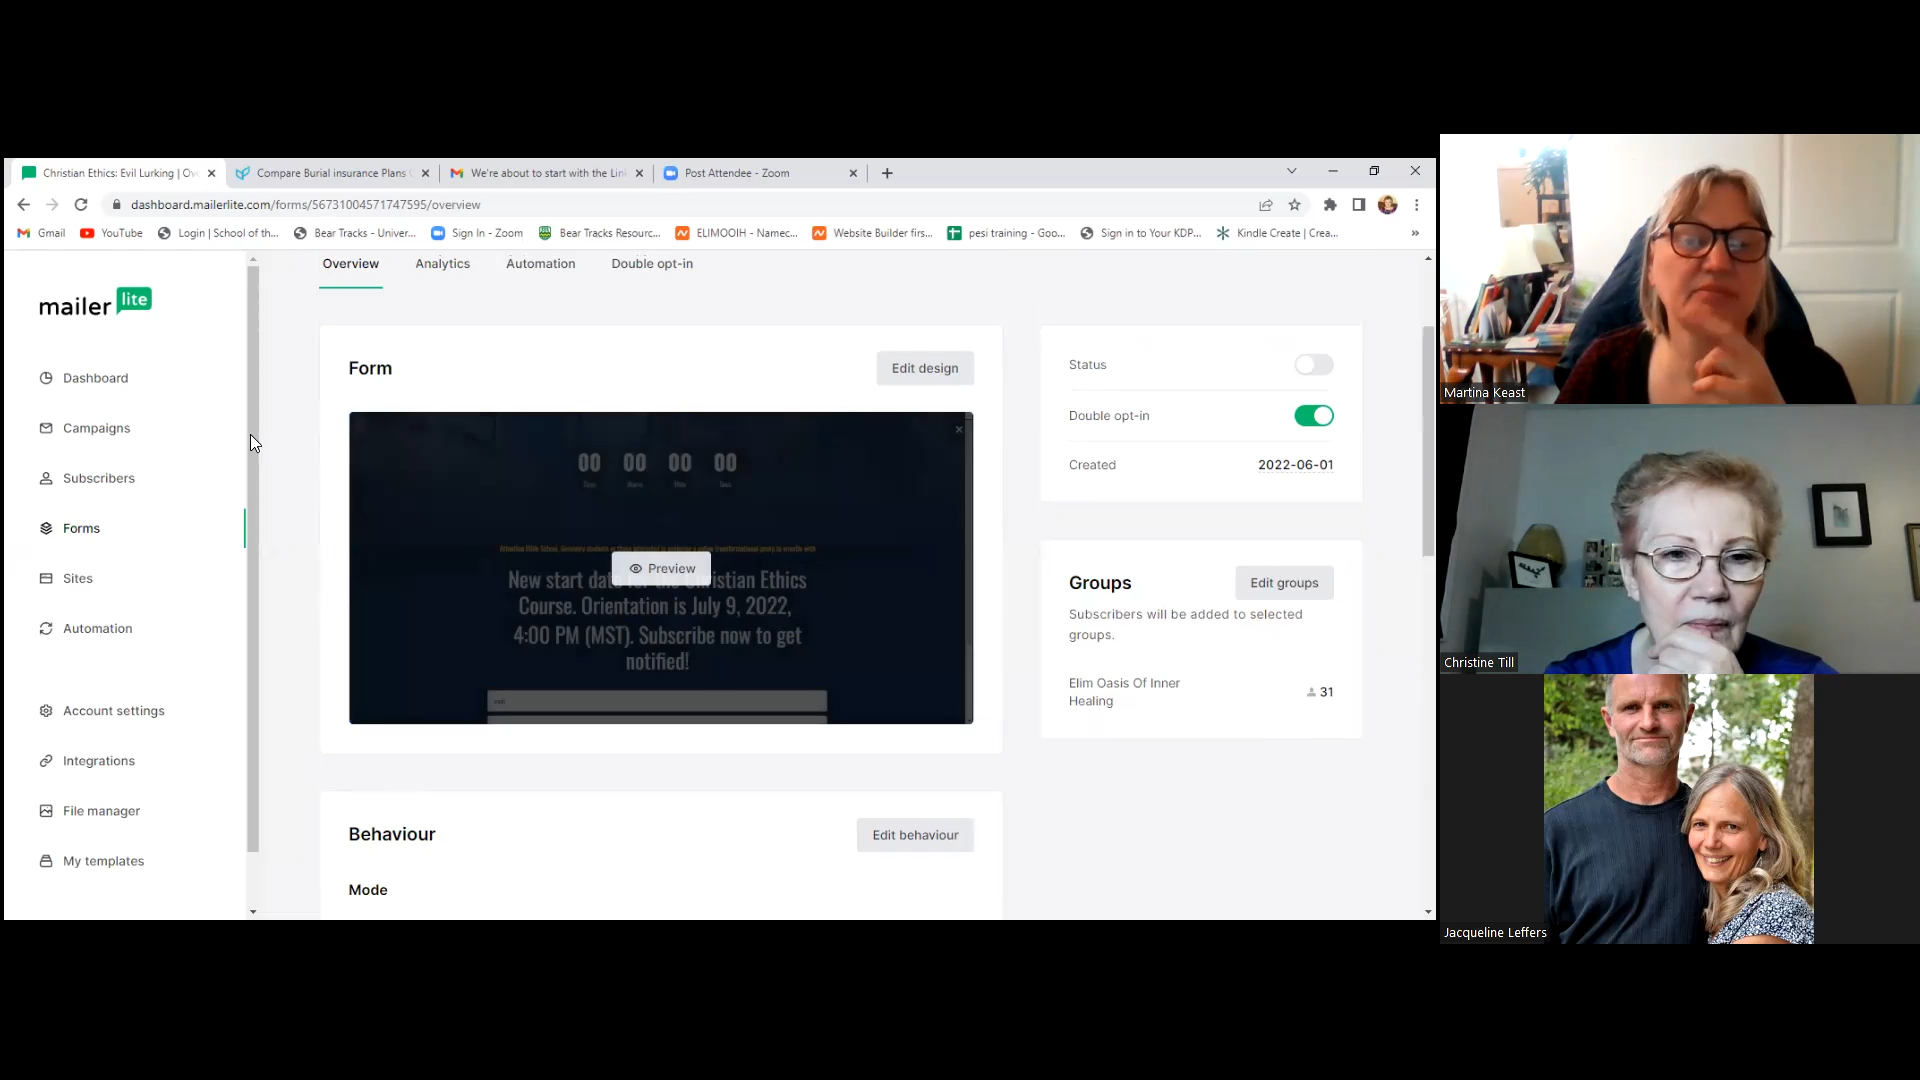 Christian Ethics: Evil Lurking | Ov
Compare Burial insurance Plans
We're about to start with the Lin
Post Attendee - Zoom
dashboard.mailerlite.com/forms/56731004571747595/overview
Gmail
YouTube
Login | School of th...
Bear Tracks - Univer...
Sign In - Zoom
Bear Tracks Resourc...
ELIMOOIH - Namec...
Website Builder firs...
pesi training - Goo...
Sign in to Your KDP...
Kindle Create | Crea...
mailer lite
Dashboard
Campaigns
Subscribers
Forms
Sites
Automation
Account settings
Integrations
File manager
My templates
Overview
Analytics
Automation
Double opt-in
Form
Edit design
00 00 00 00
Preview
New start date for the Christian Ethics
Course. Orientation is July 9, 2022,
4:00 PM (MST). Subscribe now to get
notified!
Behaviour
Edit behaviour
Mode
Status
Double opt-in
Created
2022-06-01
Groups
Edit groups
Subscribers will be added to selected
groups.
Elim Oasis Of Inner
Healing
31
Martina Keast
Christine Till
Jacqueline Leffers